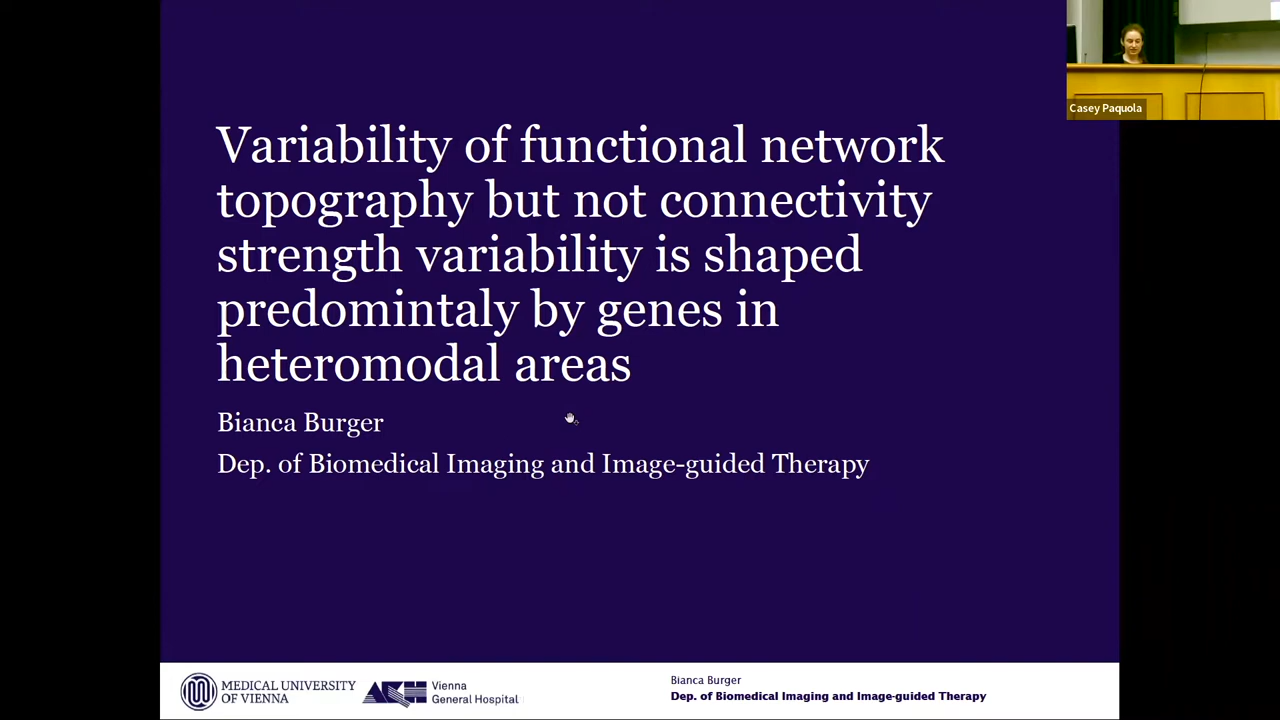 Casey Paquola
Variability of functional network
topography but not connectivity
strength variability is shaped
predomintaly by genes in
heteromodal areas
Bianca Burger
Dep. of Biomedical Imaging and Image-guided Therapy
MEDICAL UNIVERSITY
OF VIENNA
AKH
Vienna
General Hospital
Bianca Burger
Dep. of Biomedical Imaging and Image-guided Therapy